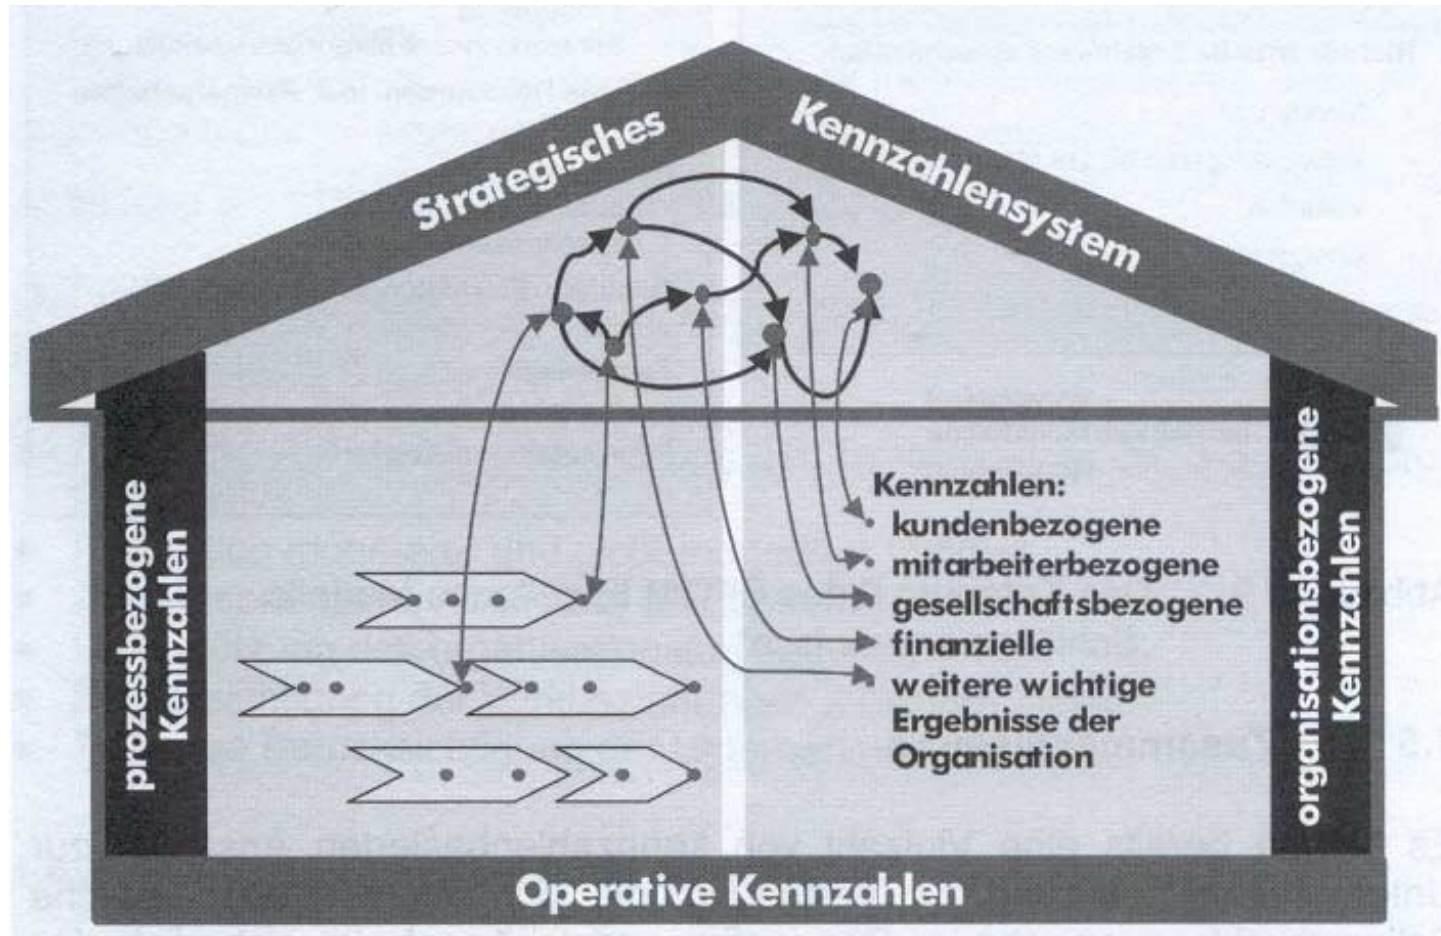 Strategisches
Kennzahlensystem
prozessbezogene
Kennzahlen
Kennzahlen:
kundenbezogene
mitarbeiterbezogene
gesellschaftsbezogene
finanzielle
weitere wichtige
Ergebnisse der
Organisation
organisationsbezogene
Kennzahlen
Operative Kennzahlen